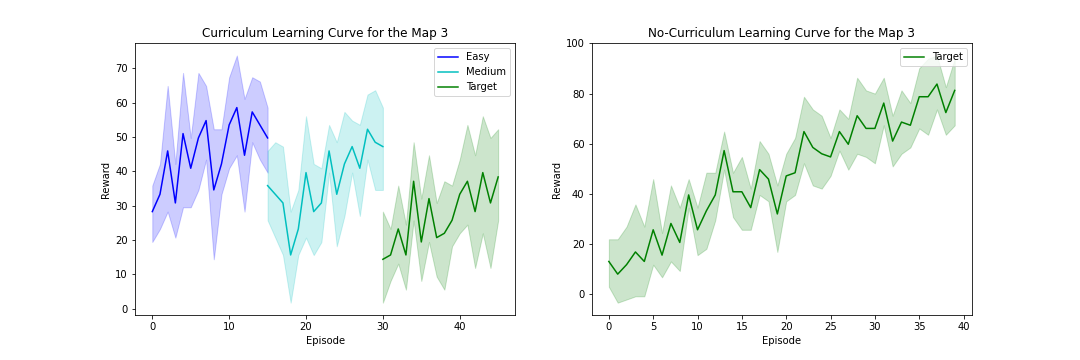 Curriculum Learning Curve for the Map 3
Easy
Medium
Target
70
60
50
40
30
20
10
0
Reward
0
10
20
30
40
Episode
No-Curriculum Learning Curve for the Map 3
Target
100
80
60
40
20
0
Reward
0
5
10
15
20
25
30
35
40
Episode